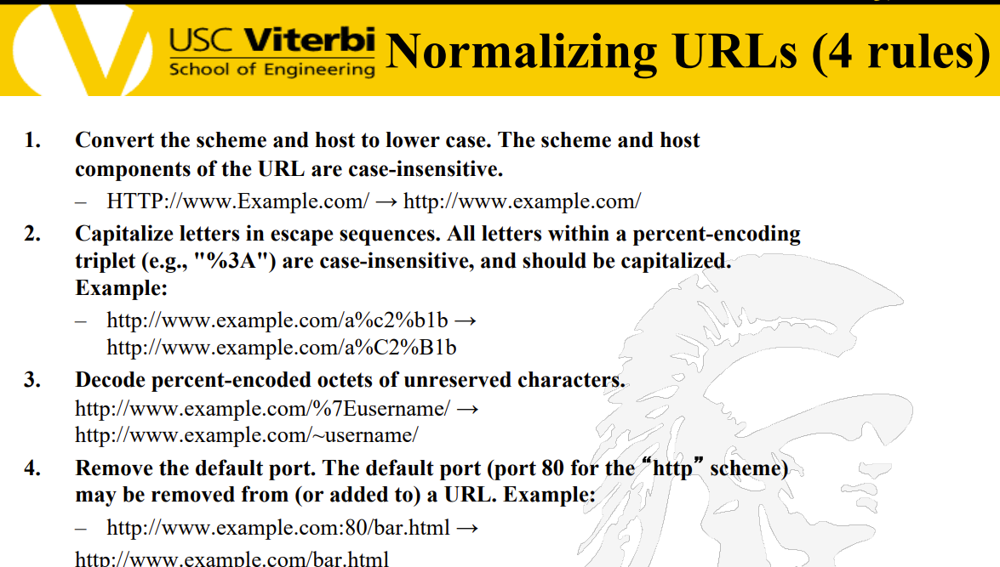 USC Viterbi
School of Engineering
Normalizing URLs (4 rules)
1. Convert the scheme and host to lower case. The scheme and host
components of the URL are case-insensitive.
– HTTP://www.Example.com/ → http://www.example.com/
2. Capitalize letters in escape sequences. All letters within a percent-encoding
triplet (e.g., "%3A") are case-insensitive, and should be capitalized.
Example:
– http://www.example.com/a%c2%b1b →
http://www.example.com/a%C2%B1b
3. Decode percent-encoded octets of unreserved characters.
http://www.example.com/%7Eusername/ →
http://www.example.com/~username/
4. Remove the default port. The default port (port 80 for the “http” scheme)
may be removed from (or added to) a URL. Example:
– http://www.example.com:80/bar.html →
http://www.example.com/bar.html